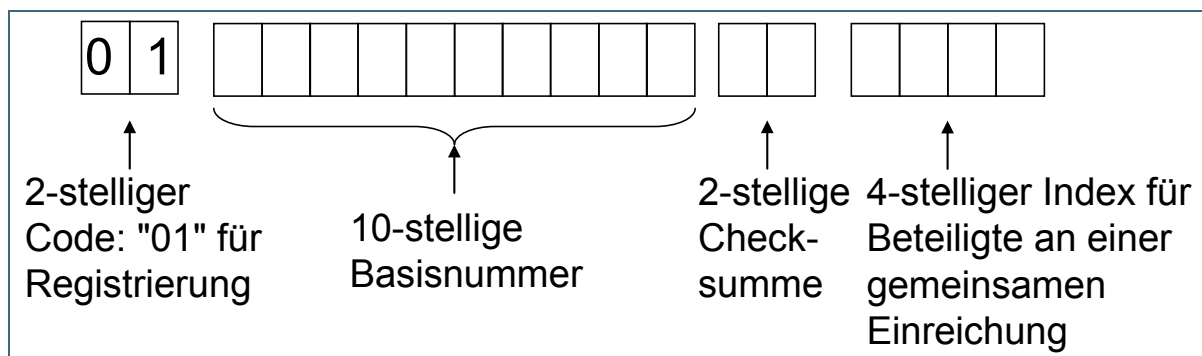 0 1
2-stelliger
Code: "01" für
Registrierung
10-stellige
Basisnummer
2-stellige
Check-
summe
4-stelliger Index für
Beteiligte an einer
gemeinsamen
Einreichung